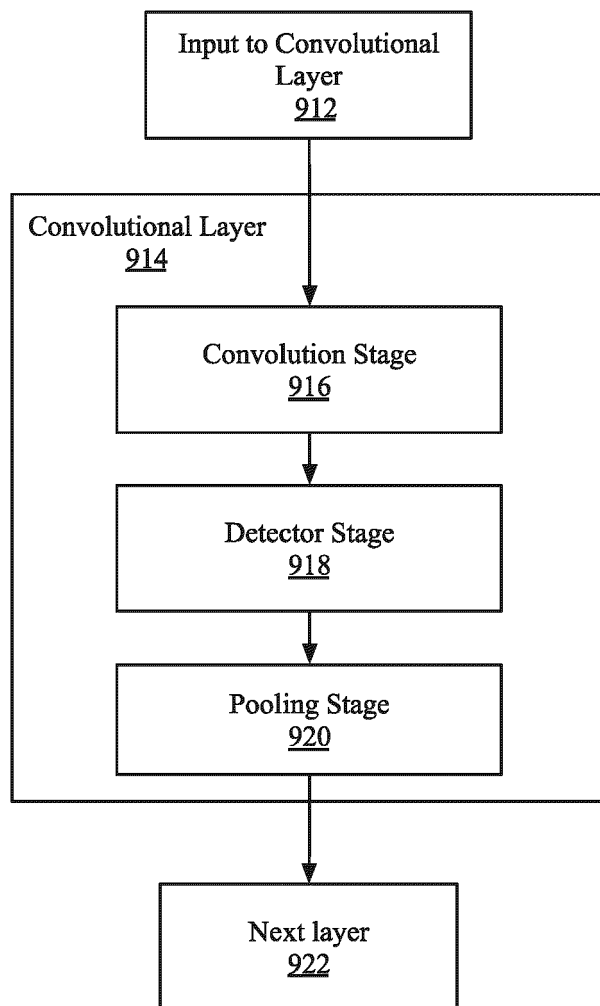 Input to Convolutional
Layer
912
Convolutional Layer
914
Convolution Stage
916
Detector Stage
918
Pooling Stage
920
Next layer
922